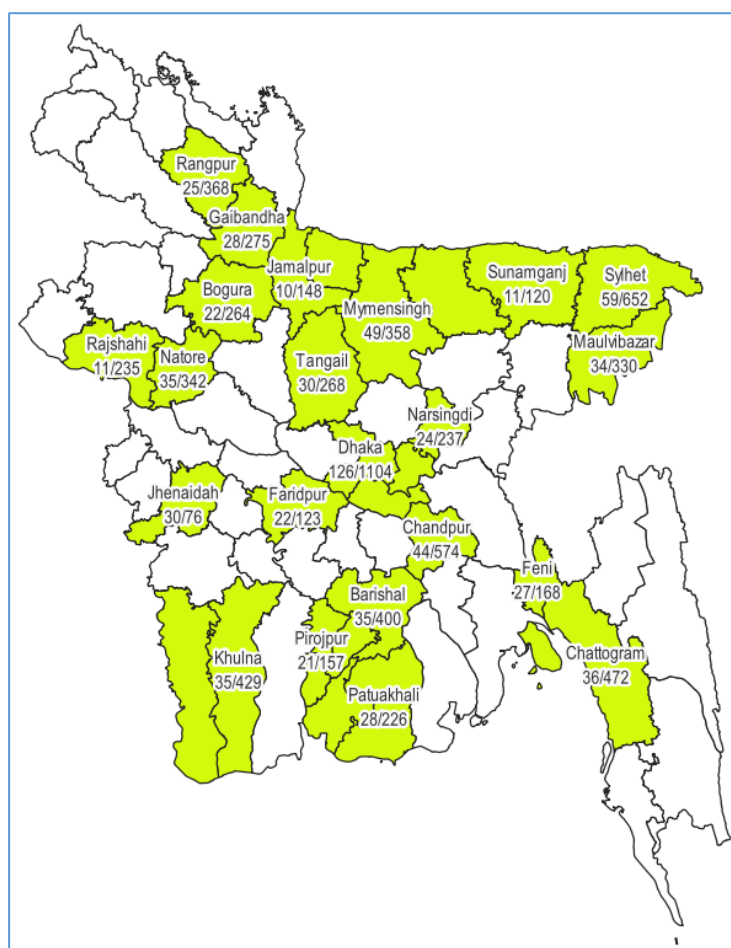 Rangpur
25/368
Gaibandha
28/275
Jamalpur
10/148
Sunamganj
11/120
Sylhet
59/652
Bogura
22/264
Mymensingh
49/358
Rajshahi
11/235
Natore
35/342
Tangail
30/268
Maulvibazar
34/330
Narsingdi
24/237
Dhaka
126/1104
Jhenaidah
30/76
Faridpur
22/123
Chandpur
44/574
Feni
27/168
Barishal
35/400
Pirojpur
21/157
Khulna
35/429
Chattogram
36/472
Patuakhali
28/226